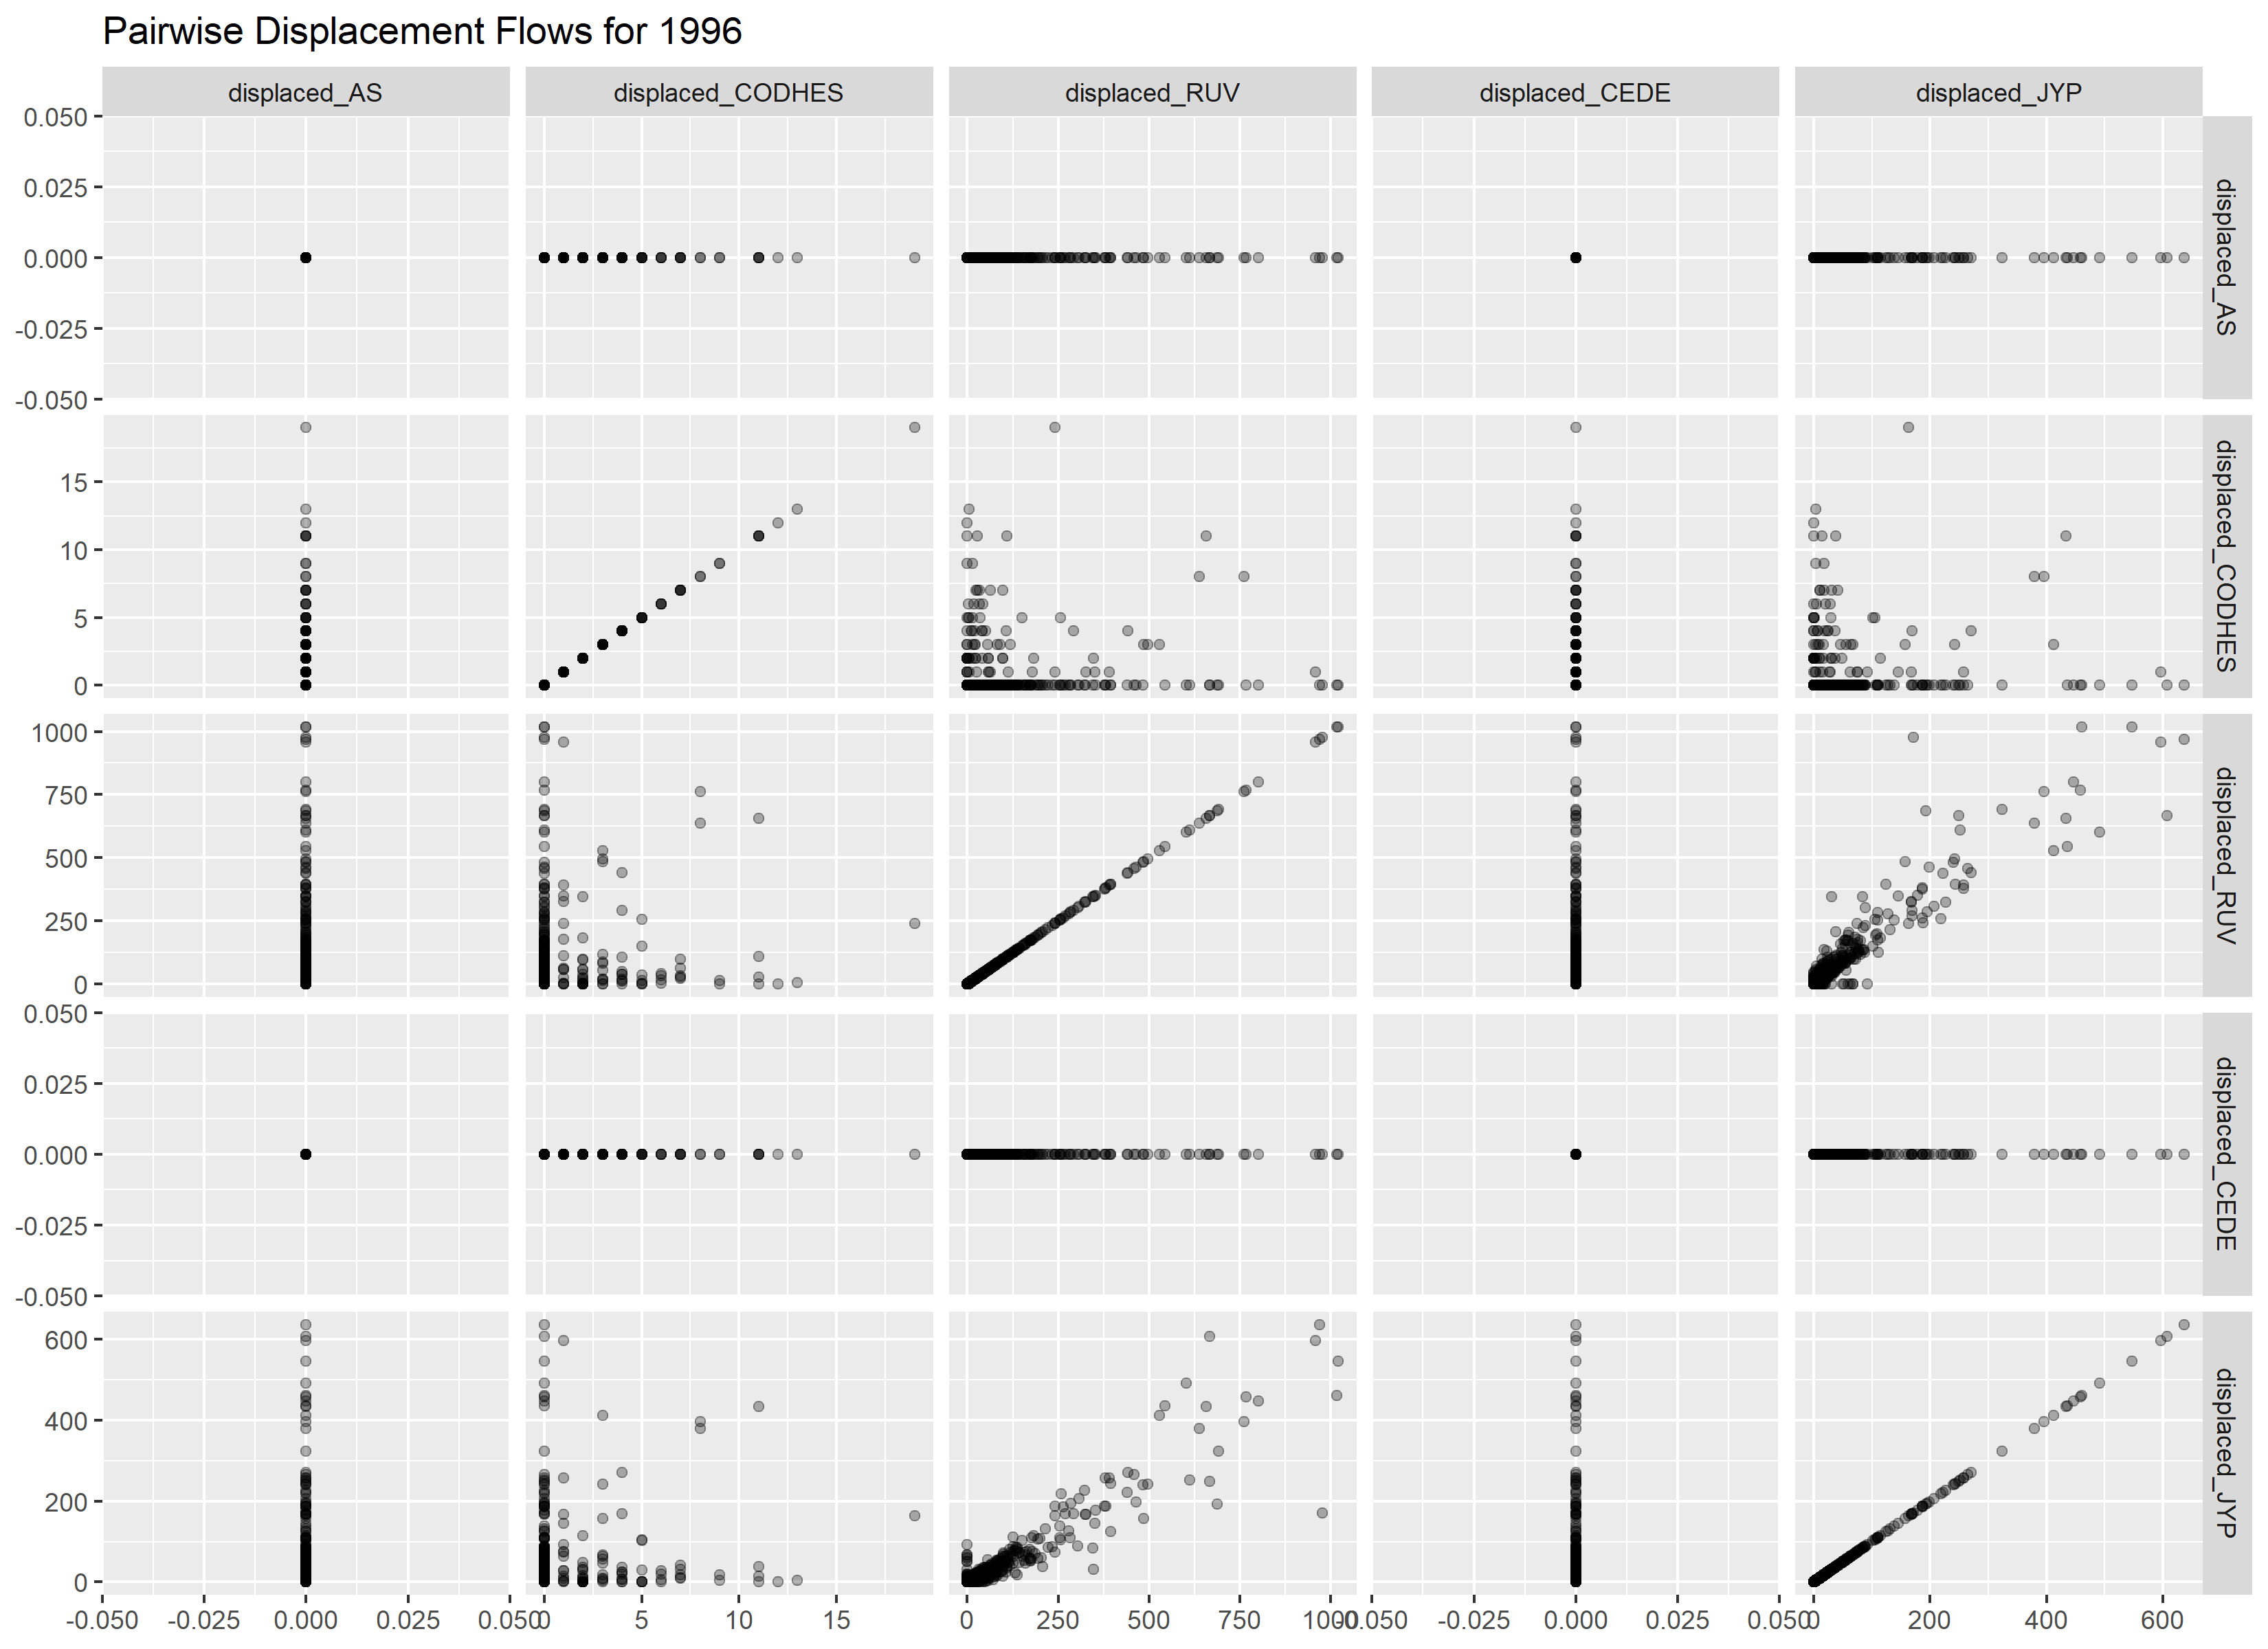 Pairwise Displacement Flows for 1996
displaced_AS displaced_CODHES displaced_RUV displaced_CEDE displaced_JYP
0.050
0.025
0.000
-0.025
-0.050
displaced_AS
15
10
5
0
displaced_CODHES
1000
750
500
250
0
displaced_RUV
0.050
0.025
0.000
-0.025
-0.050
displaced_CEDE
600
400
200
0
displaced_JYP
-0.050 -0.025 0.000 0.025 0.050 0 5 10 15 0 250 500 750 1000 -0.050 -0.025 0.000 0.025 0.050 0 200 400 600